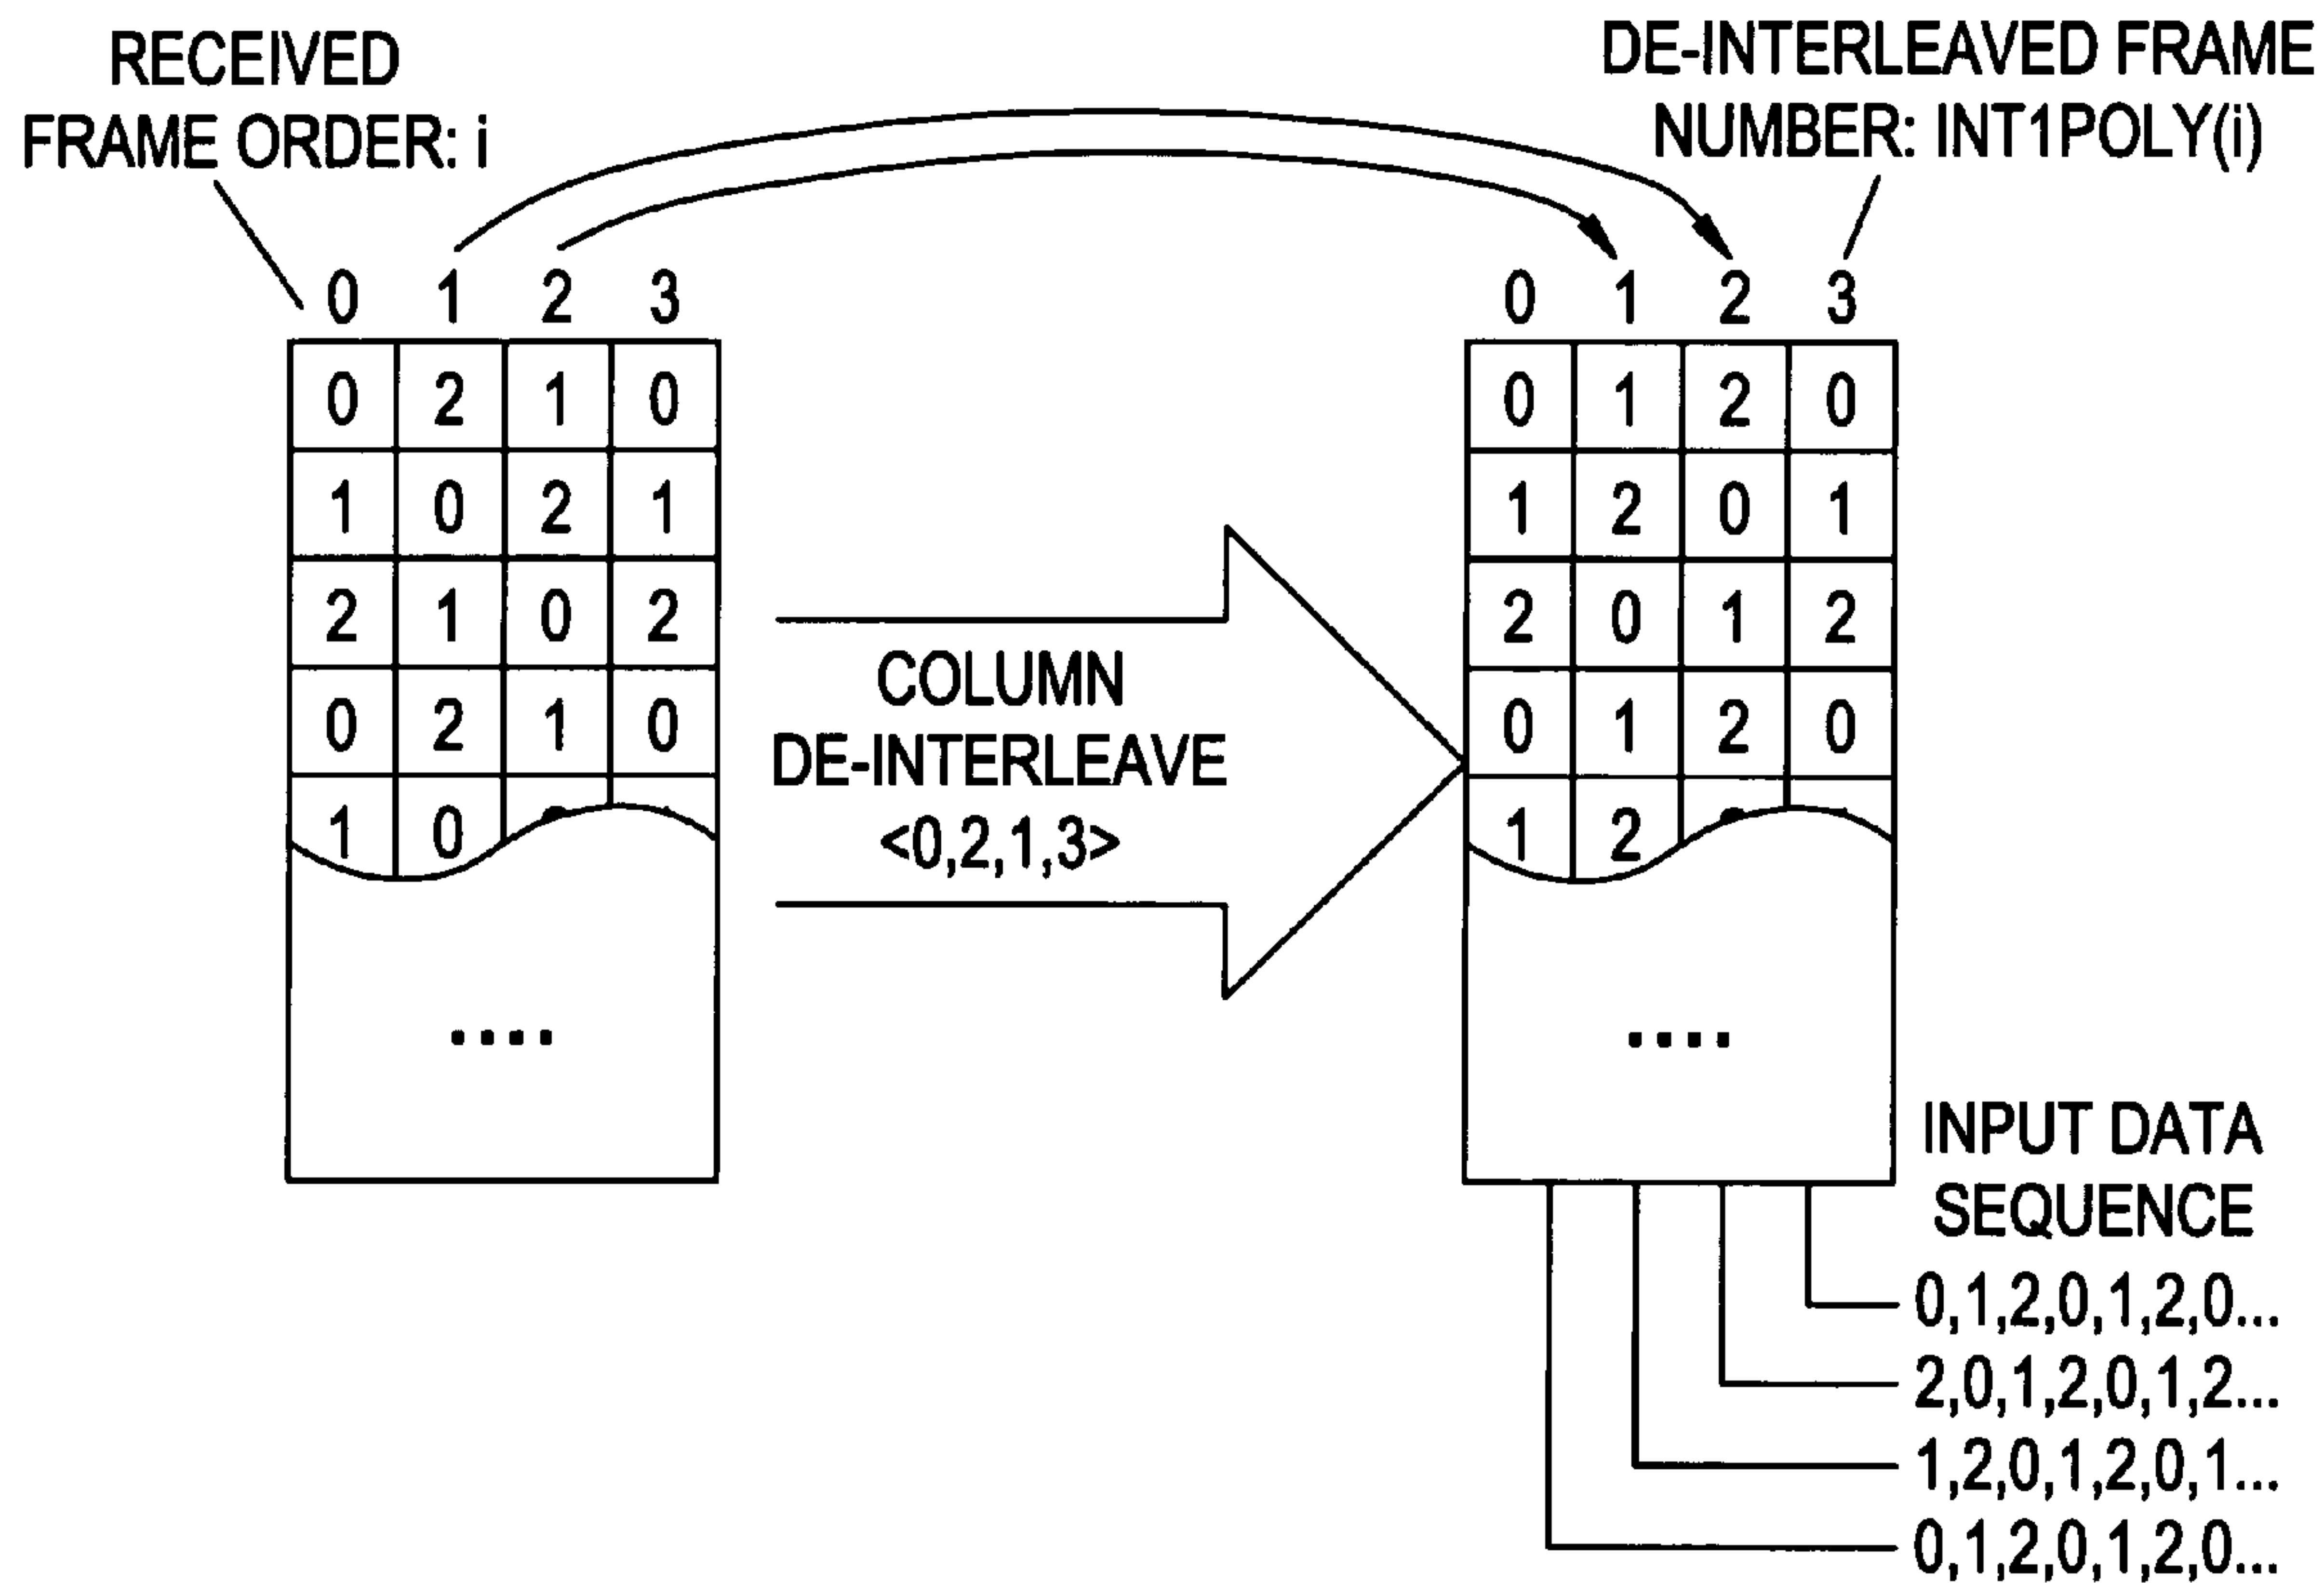 RECEIVED
FRAME ORDER: i
DE-INTERLEAVED FRAME
NUMBER: INT1POLY(i)
0 1 2 3
0 2 1 0
1 0 2 1
2 1 0 2
0 2 1 0
1 0
....
COLUMN
DE-INTERLEAVE
<0,2,1,3>
0 1 2 3
0 1 2 0
1 2 0 1
2 0 1 2
0 1 2 0
1 2
....
INPUT DATA
SEQUENCE
0,1,2,0,1,2,0...
2,0,1,2,0,1,2...
1,2,0,1,2,0,1...
0,1,2,0,1,2,0...